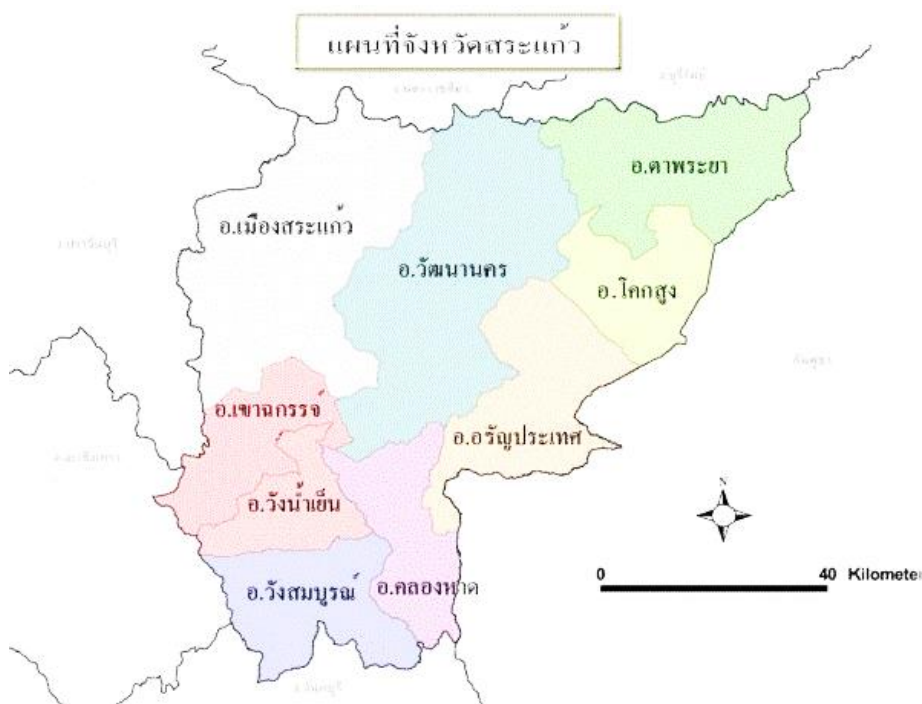 แผนที่จังหวัดสระแก้ว
อ.ตาพระยา
อ.เมืองสระแก้ว
อ.วัฒนานคร
อ.โคกสูง
อ.เขาฉกรรจ์
อ.อรัญประเทศ
อ.วังน้ำเย็น
N
0 40 Kilomete
อ.วังสมบูรณ์
อ.คลองหาด